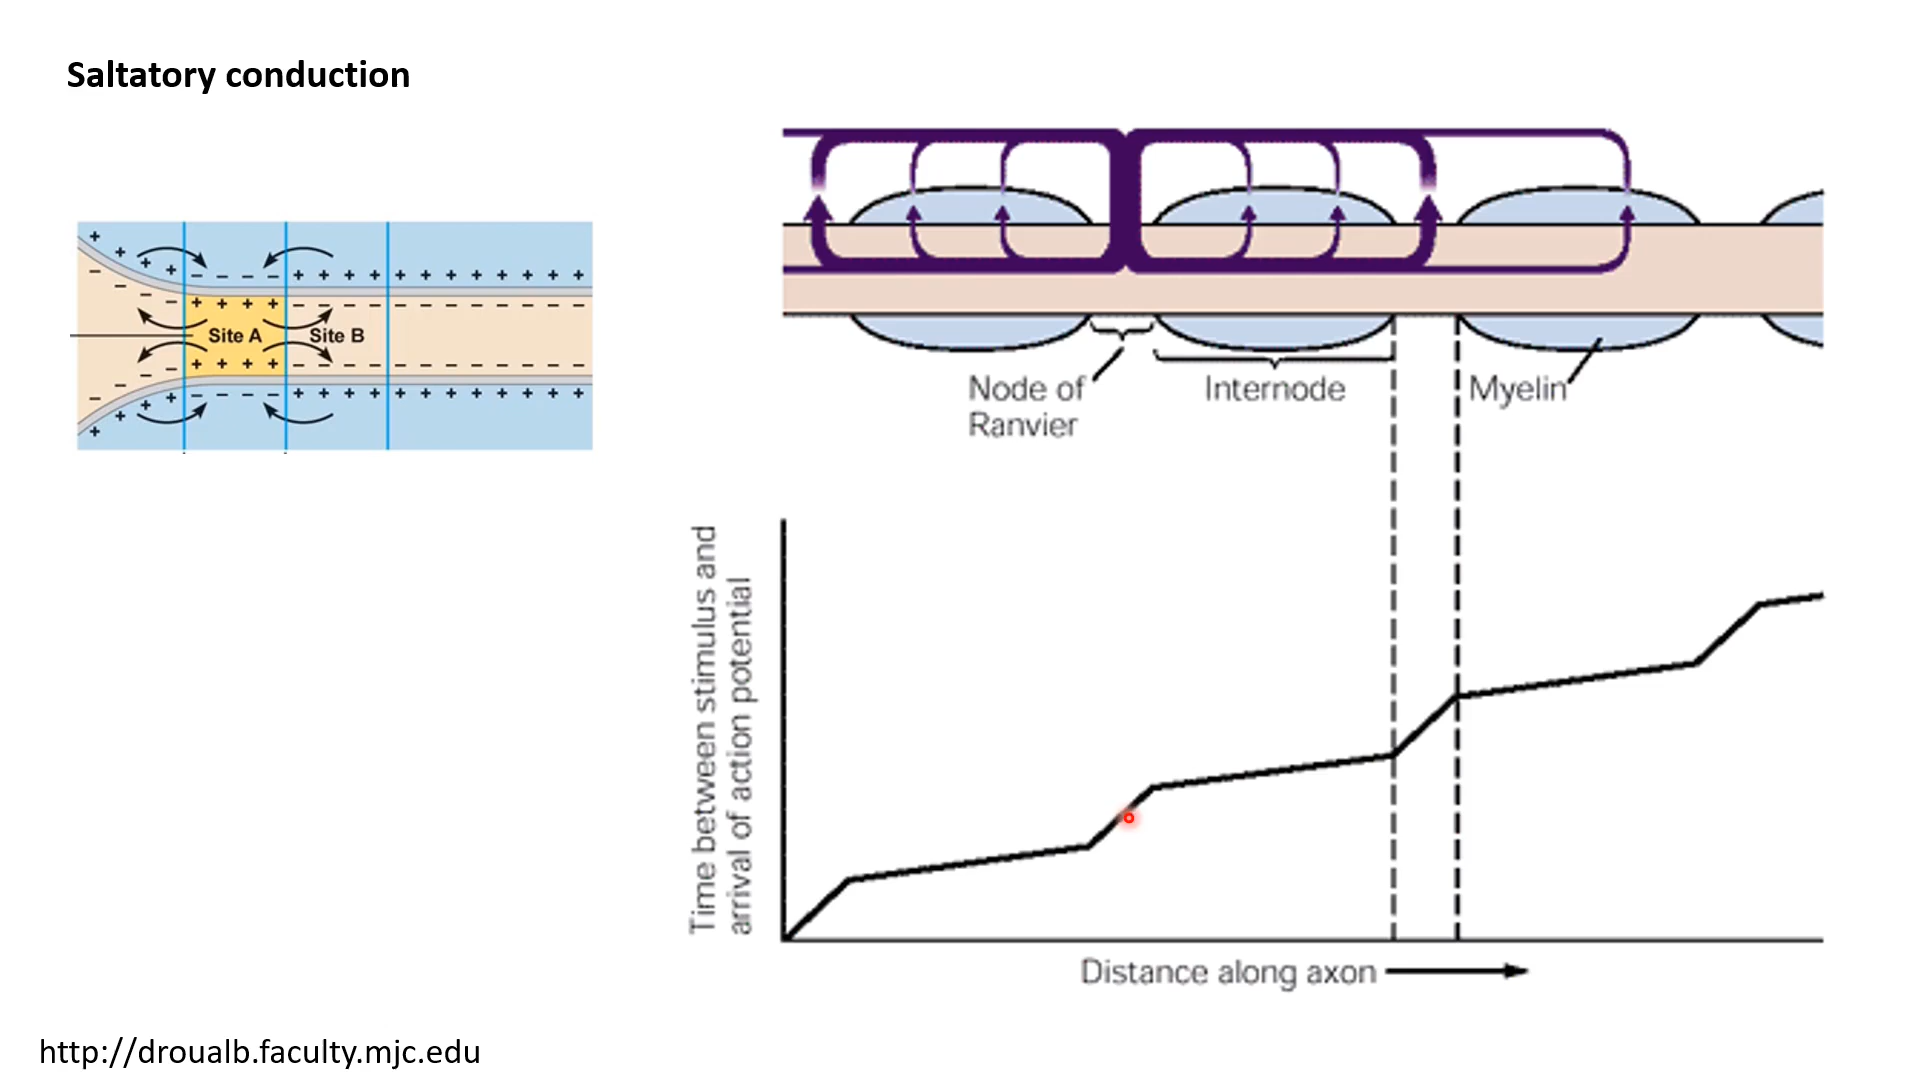 Saltatory conduction
Site A
Site B
Node of
Ranvier
Internode
Myelin
Time between stimulus and
arrival of action potential
Distance along axon
http://droualb.faculty.mjc.edu